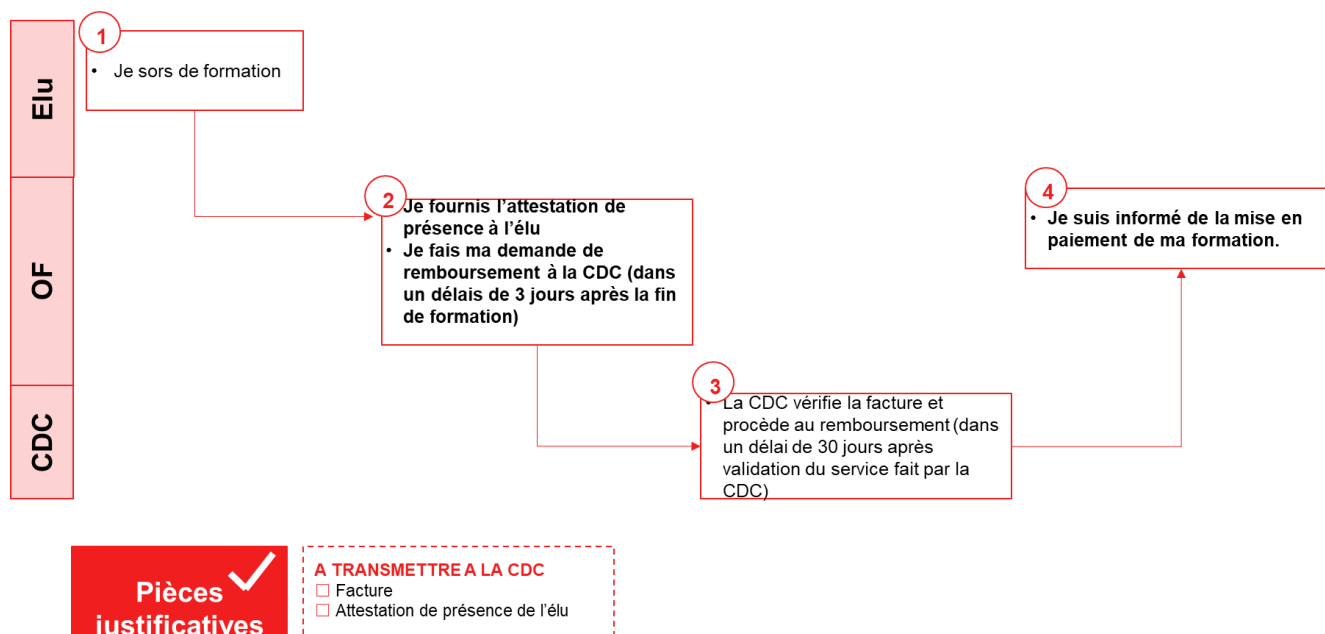 Elu
1
• Je sors de formation
OF
2
• Je fournis l’attestation de
présence à l’élu
• Je fais ma demande de
remboursement à la CDC (dans
un délais de 3 jours après la fin
de formation)
4
• Je suis informé de la mise en
paiement de ma formation.
CDC
3
• La CDC vérifie la facture et
procède au remboursement (dans
un délai de 30 jours après
validation du service fait par la
CDC)
Pièces
justificatives
A TRANSMETTRE A LA CDC
☐ Facture
☐ Attestation de présence de l’élu